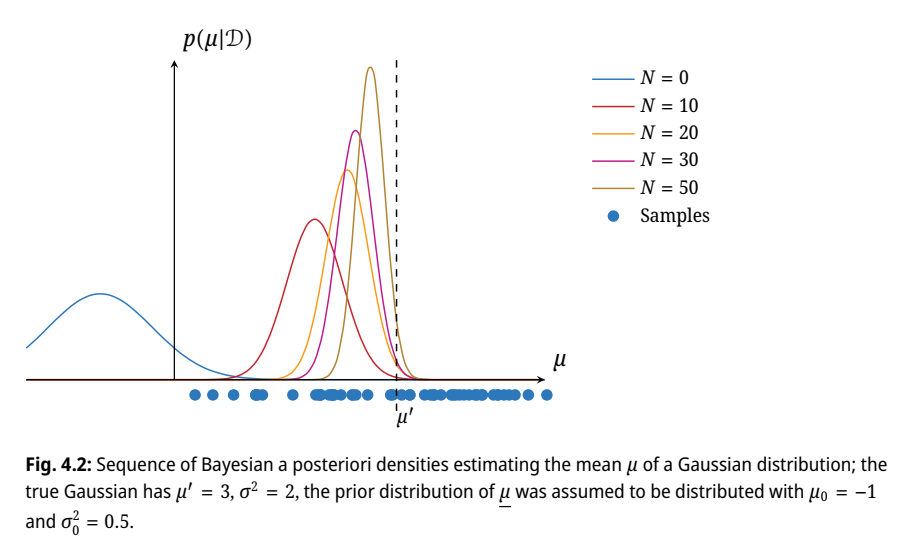 p(μ|𝒟)
N = 0
N = 10
N = 20
N = 30
N = 50
Samples
μ
μ′
Fig. 4.2: Sequence of Bayesian a posteriori densities estimating the mean μ of a Gaussian distribution; the
true Gaussian has μ′ = 3, σ² = 2, the prior distribution of μ was assumed to be distributed with μ₀ = −1
and σ₀² = 0.5.